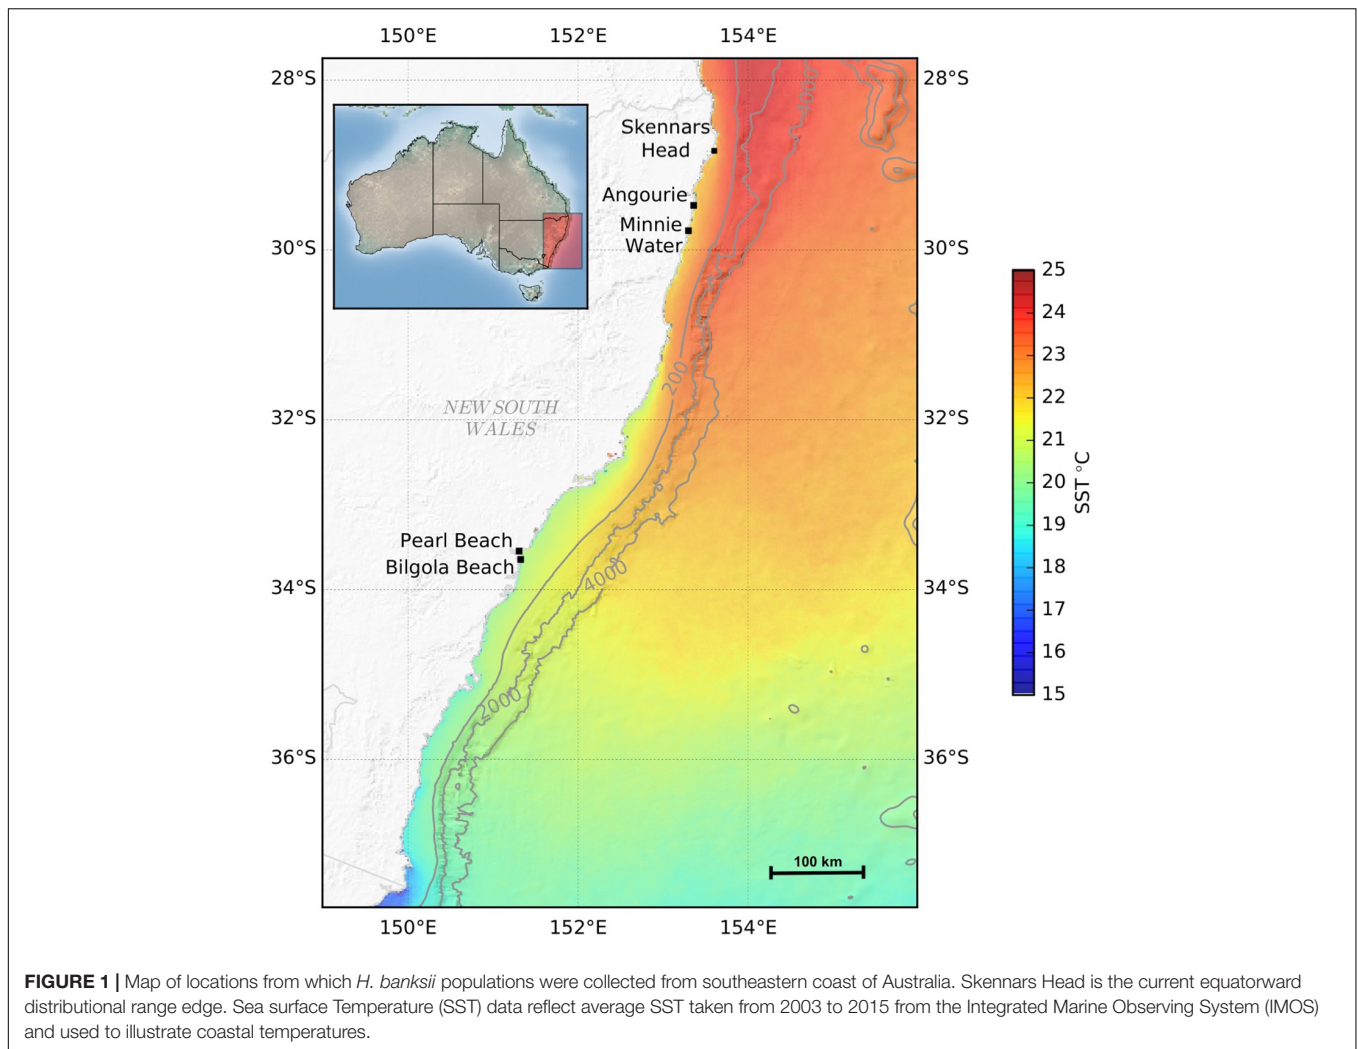 150°E 152°E 154°E
28°S 28°S
4000
Skennars
Head
Angourie
Minnie
Water
30°S 30°S
25
24
23
22
21
20
19
18
17
16
15
SST °C
200
NEW SOUTH
WALES
32°S 32°S
Pearl Beach
Bilgola Beach
4000
34°S 34°S
2000
36°S 36°S
100 km
150°E 152°E 154°E
FIGURE 1 | Map of locations from which H. banksii populations were collected from southeastern coast of Australia. Skennars Head is the current equatorward
distributional range edge. Sea surface Temperature (SST) data reflect average SST taken from 2003 to 2015 from the Integrated Marine Observing System (IMOS)
and used to illustrate coastal temperatures.